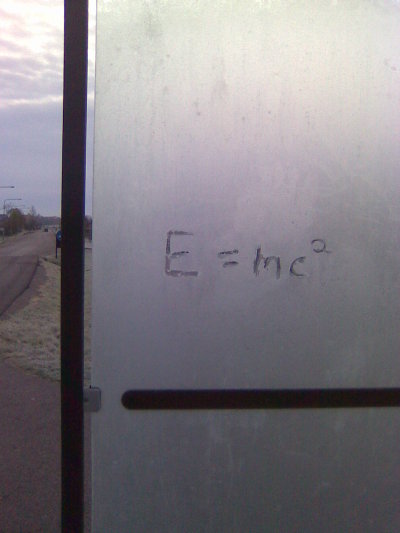 E = mc²